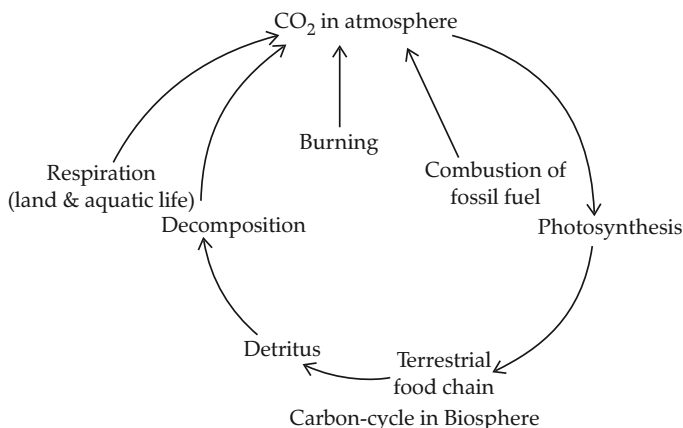 CO₂ in atmosphere
Burning
Respiration
(land & aquatic life)
Combustion of
fossil fuel
Decomposition
Photosynthesis
Detritus
Terrestrial
food chain
Carbon-cycle in Biosphere